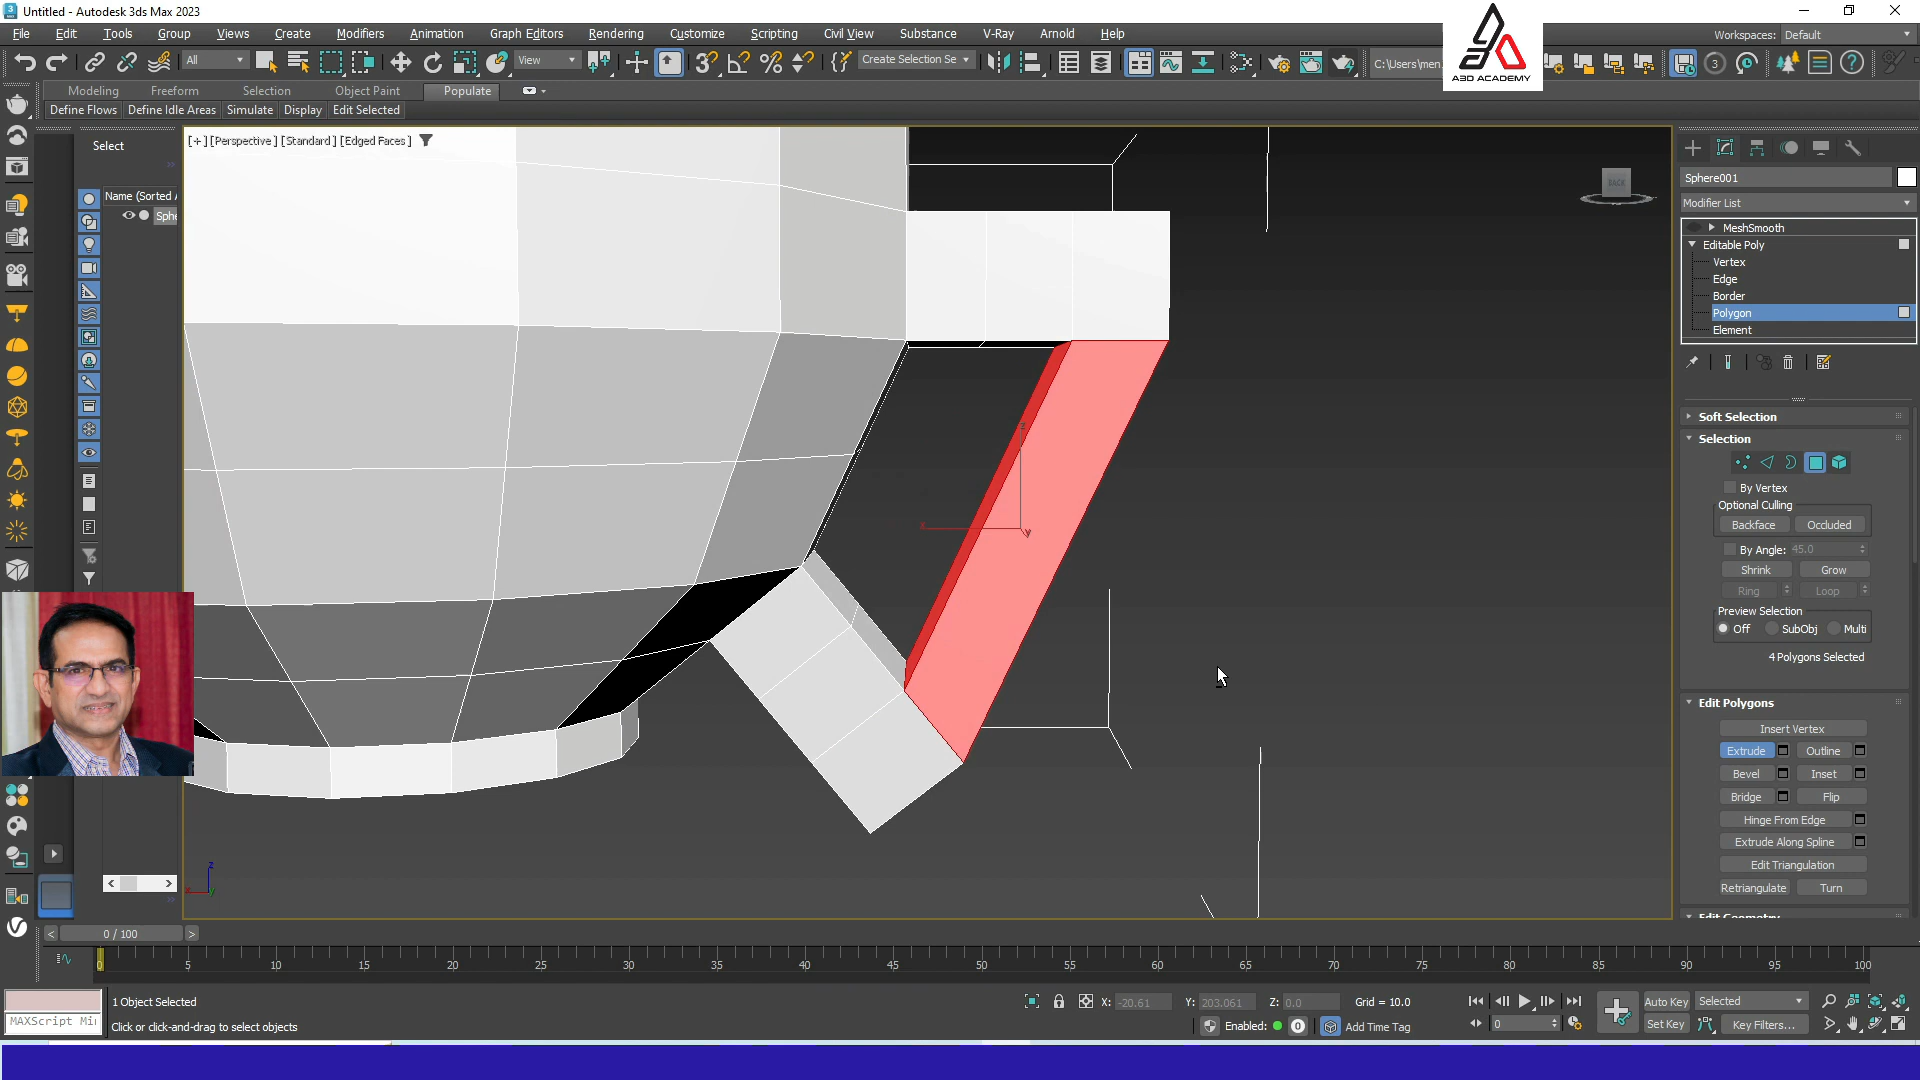 Untitled - Autodesk 3ds Max 2023
File Edit Tools Group Views Create Modifiers Animation Graph Editors Rendering Customize Scripting Civil View Substance V-Ray Arnold Help
Workspaces: Default
All View Create Selection Se C:\Users\men 3
A3D ACADEMY
Modeling Freeform Selection Object Paint Populate
Define Flows Define Idle Areas Simulate Display Edit Selected
Select
[+] [Perspective] [Standard] [Edged Faces]
BACK
Name (Sorted
Sphe
Sphere001
Modifier List
MeshSmooth
Editable Poly
Vertex
Edge
Border
Polygon
Element
Soft Selection
Selection
By Vertex
Optional Culling
Backface Occluded
By Angle: 45.0
Shrink Grow
Ring Loop
Preview Selection
Off SubObj Multi
4 Polygons Selected
Edit Polygons
Insert Vertex
Extrude Outline
Bevel Inset
Bridge Flip
Hinge From Edge
Extrude Along Spline
Edit Triangulation
Retriangulate Turn
Edit Geometry
x z y
z x y
< 0 / 100 >
0 5 10 15 20 25 30 35 40 45 50 55 60 65 70 75 80 85 90 95 100
1 Object Selected
X: -20.61 Y: 203.061 Z: 0.0 Grid = 10.0
Auto Key Selected
MAXScript Mi
Click or click-and-drag to select objects
Enabled: 0 Add Time Tag
0 Set Key Key Filters...